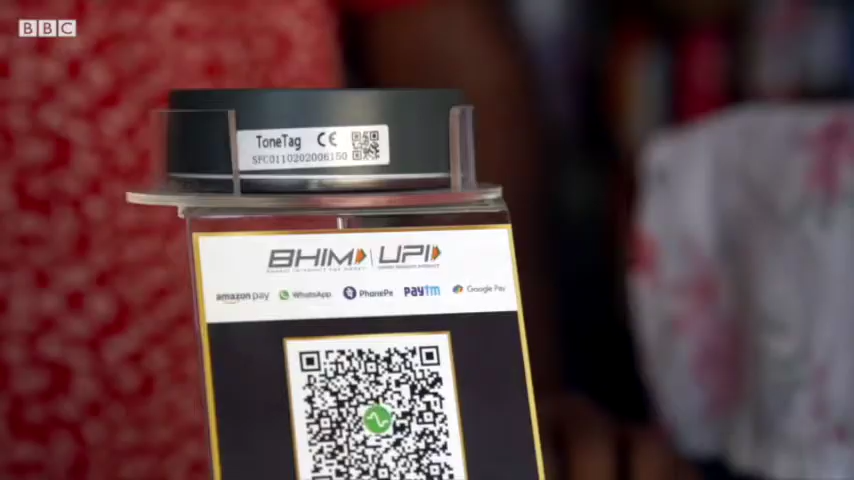 BBC
ToneTag CE
SFC0110202006150
BHIM UPI
amazon pay WhatsApp PhonePe paytm Google Pay